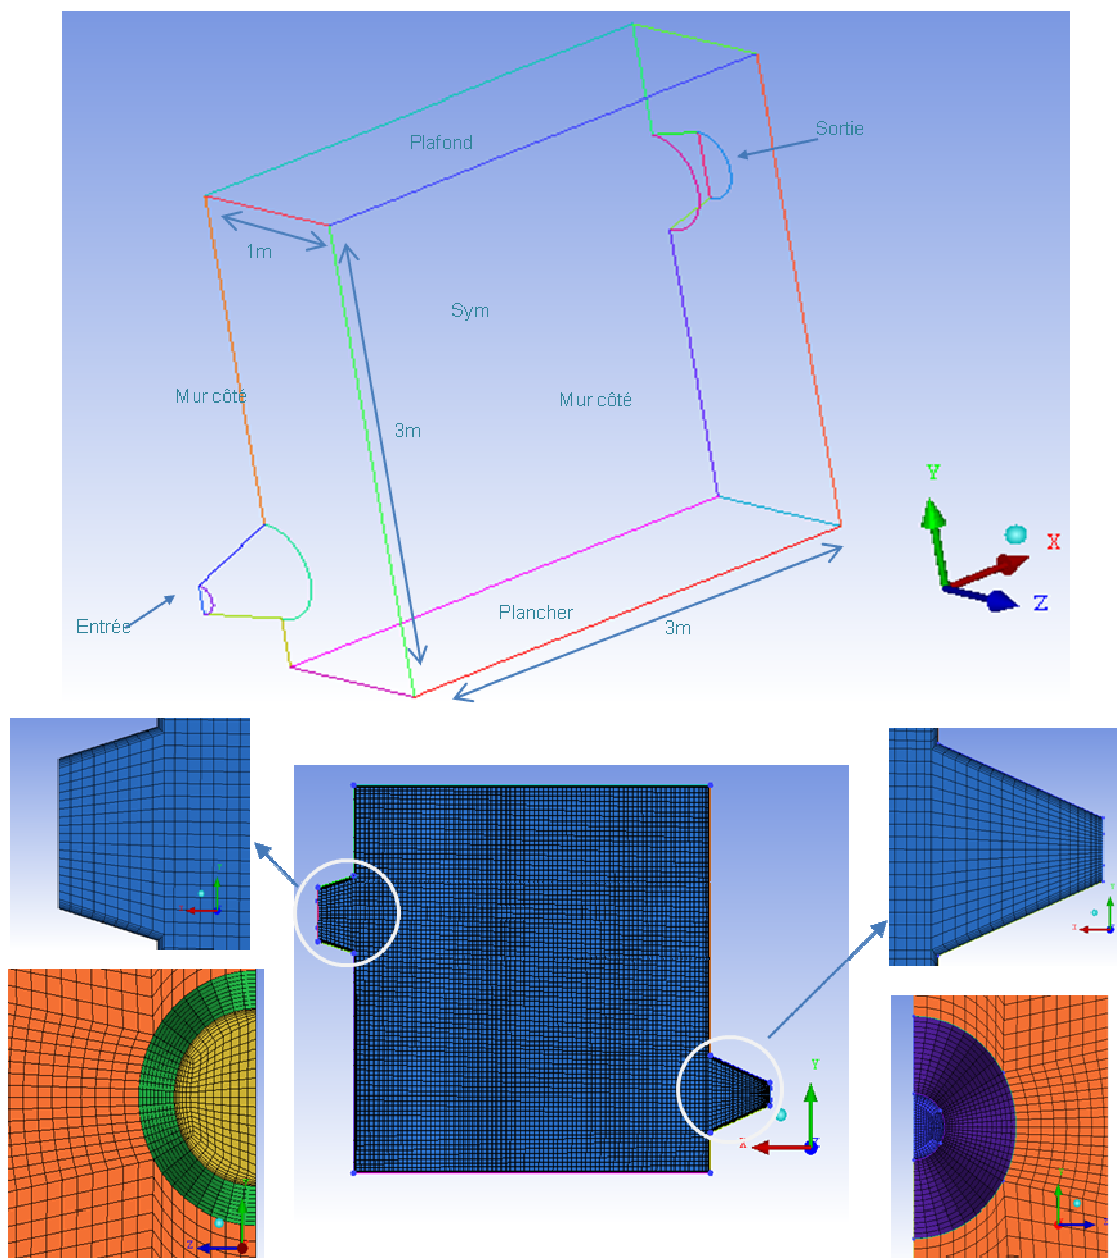 Sortie
Plafond
1m
Sym
Mur côté
Mur côté
3m
Y
X
Z
Plancher
Entrée
3m
Y
X
Y
X
Y
X
Z
Z